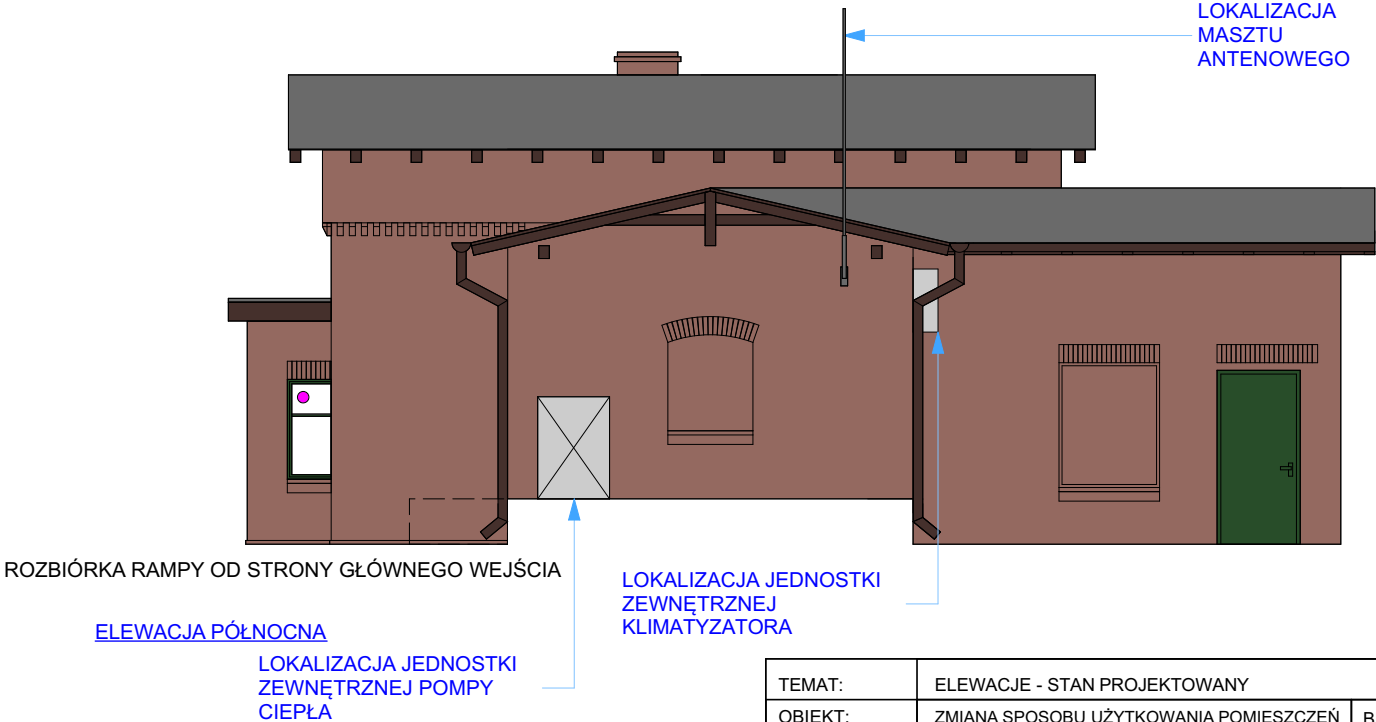 LOKALIZACJA
MASZTU
ANTENOWEGO
ROZBIÓRKA RAMPY OD STRONY GŁÓWNEGO WEJŚCIA
LOKALIZACJA JEDNOSTKI
ZEWNĘTRZNEJ
KLIMATYZATORA
ELEWACJA PÓŁNOCNA
LOKALIZACJA JEDNOSTKI
ZEWNĘTRZNEJ POMPY
CIEPŁA
TEMAT: ELEWACJE - STAN PROJEKTOWANY
OBIEKT: ZMIANA SPOSOBU UŻYTKOWANIA POMIESZCZEŃ